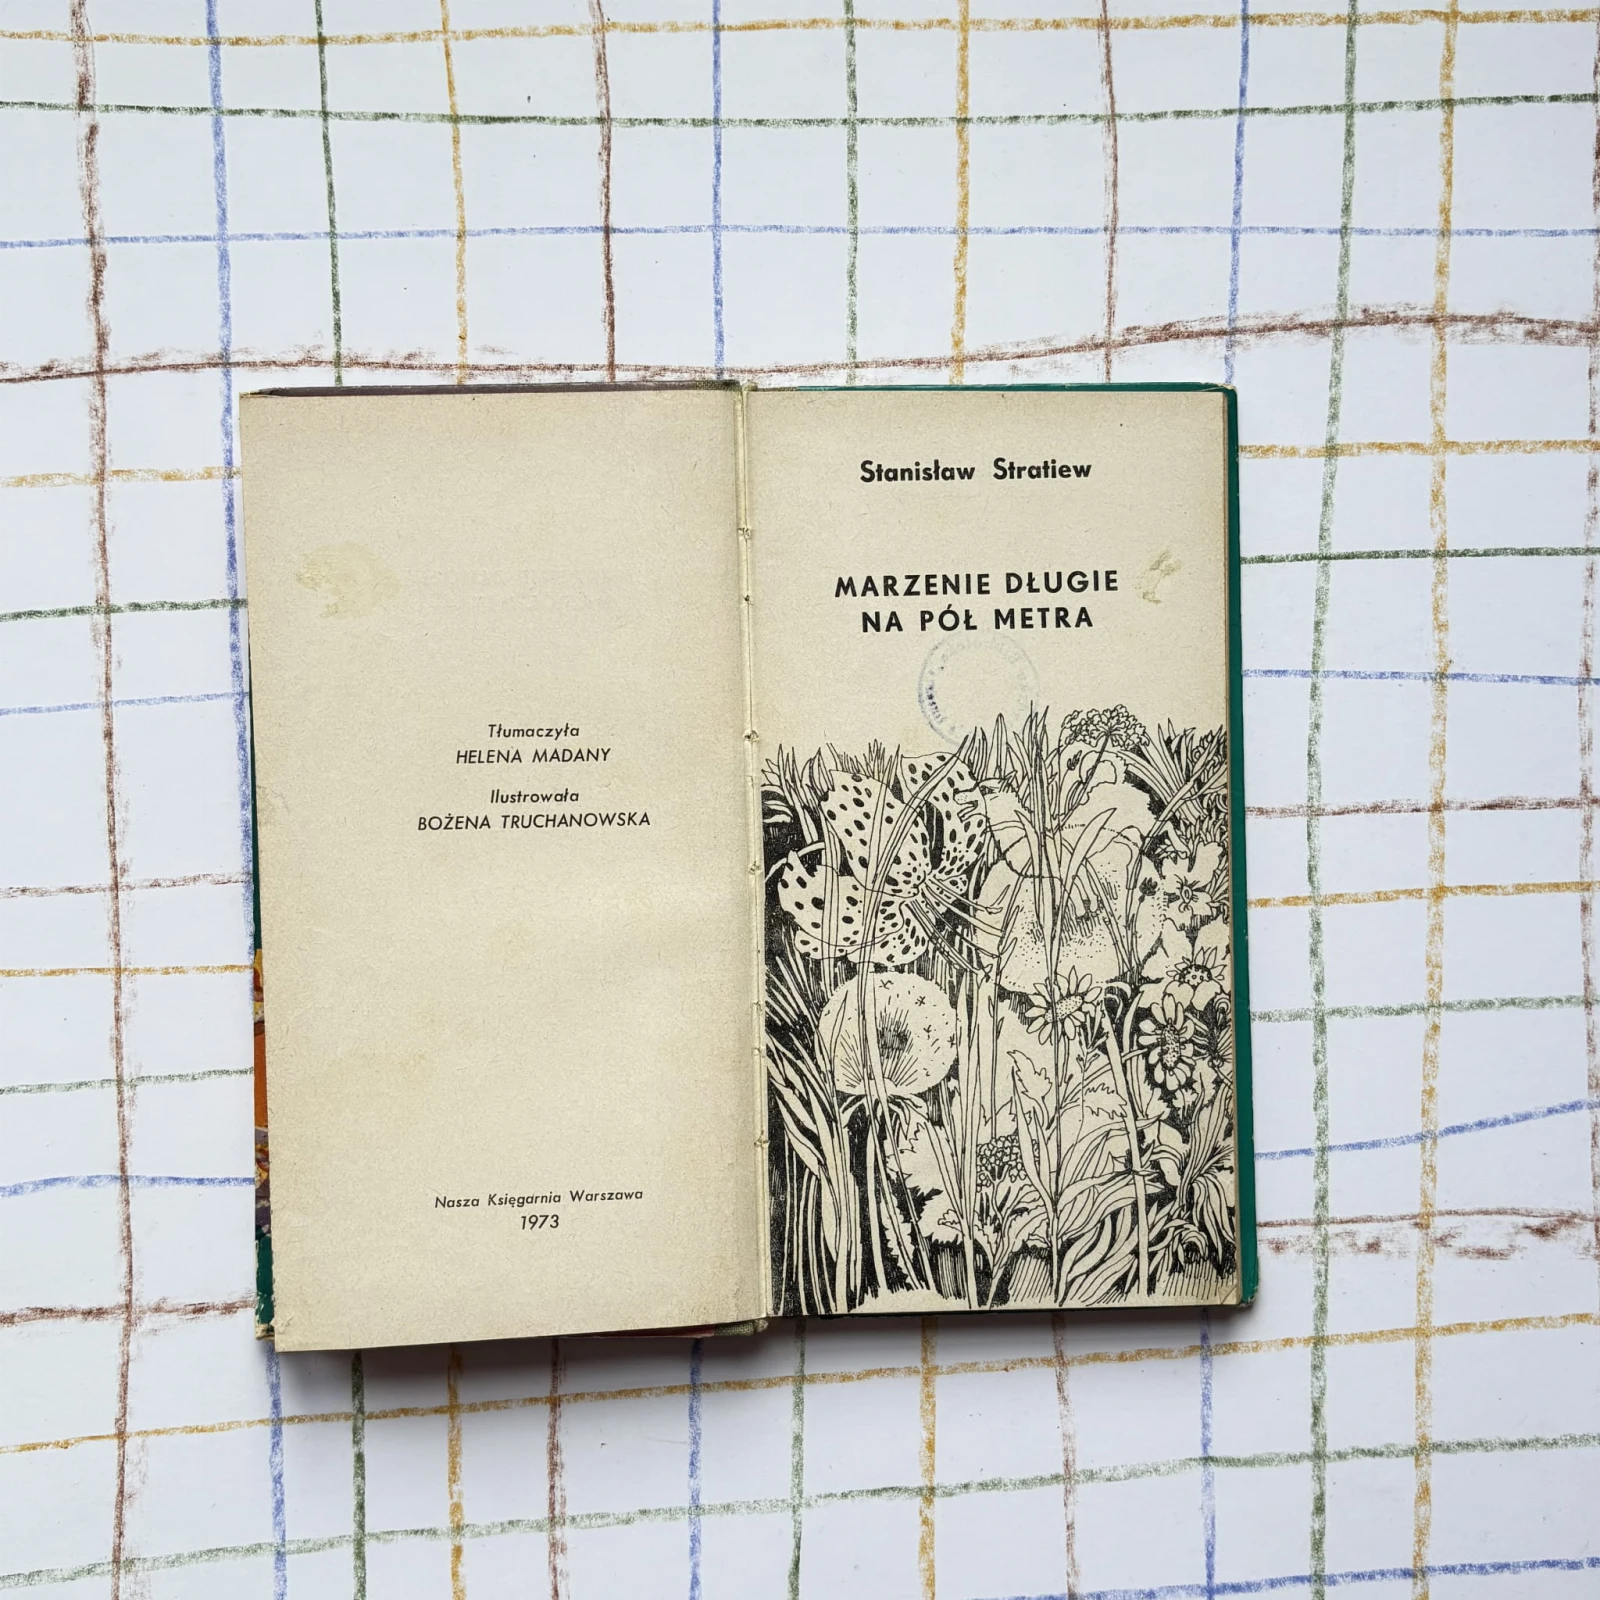 Tłumaczyła
HELENA MADANY
Ilustrowała
BOŻENA TRUCHANOWSKA
Nasza Księgarnia Warszawa
1973
Stanisław Stratiew
MARZENIE DŁUGIE
NA PÓŁ METRA